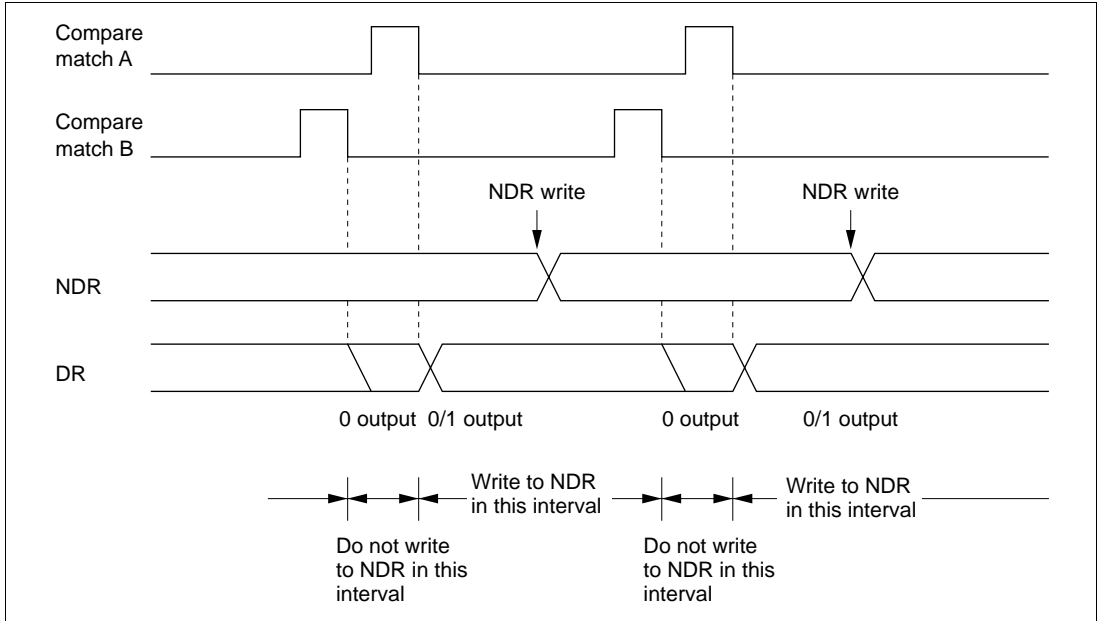 Compare
match A
Compare
match B
NDR write
NDR write
NDR
DR
0 output
0/1 output
0 output
0/1 output
Write to NDR
in this interval
Write to NDR
in this interval
Do not write
to NDR in this
interval
Do not write
to NDR in this
interval